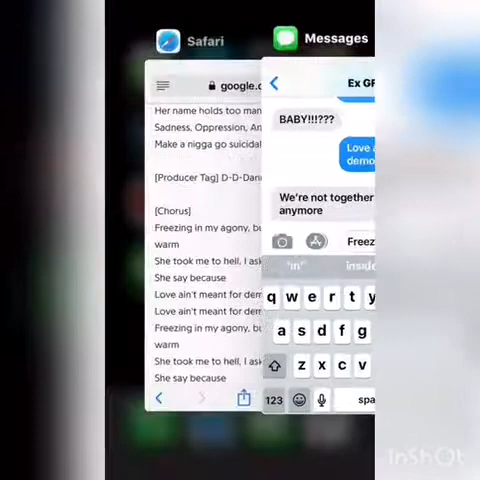 Safari
Messages
google.c
Her name holds too man
Sadness, Oppression, An
Make a nigga go suicidal
[Producer Tag] D-D-Dan
[Chorus]
Freezing in my agony, bu
warm
She took me to hell, I ask
She say because
Love ain't meant for dem
Love ain't meant for dem
Freezing in my agony, bu
warm
She took me to hell, I ask
She say because
Ex GF
BABY!!!???
Love a
demo
We're not together
anymore
Freez
"in"
inside
q w e r t y
a s d f g
z x c v
123
spa
InShOt